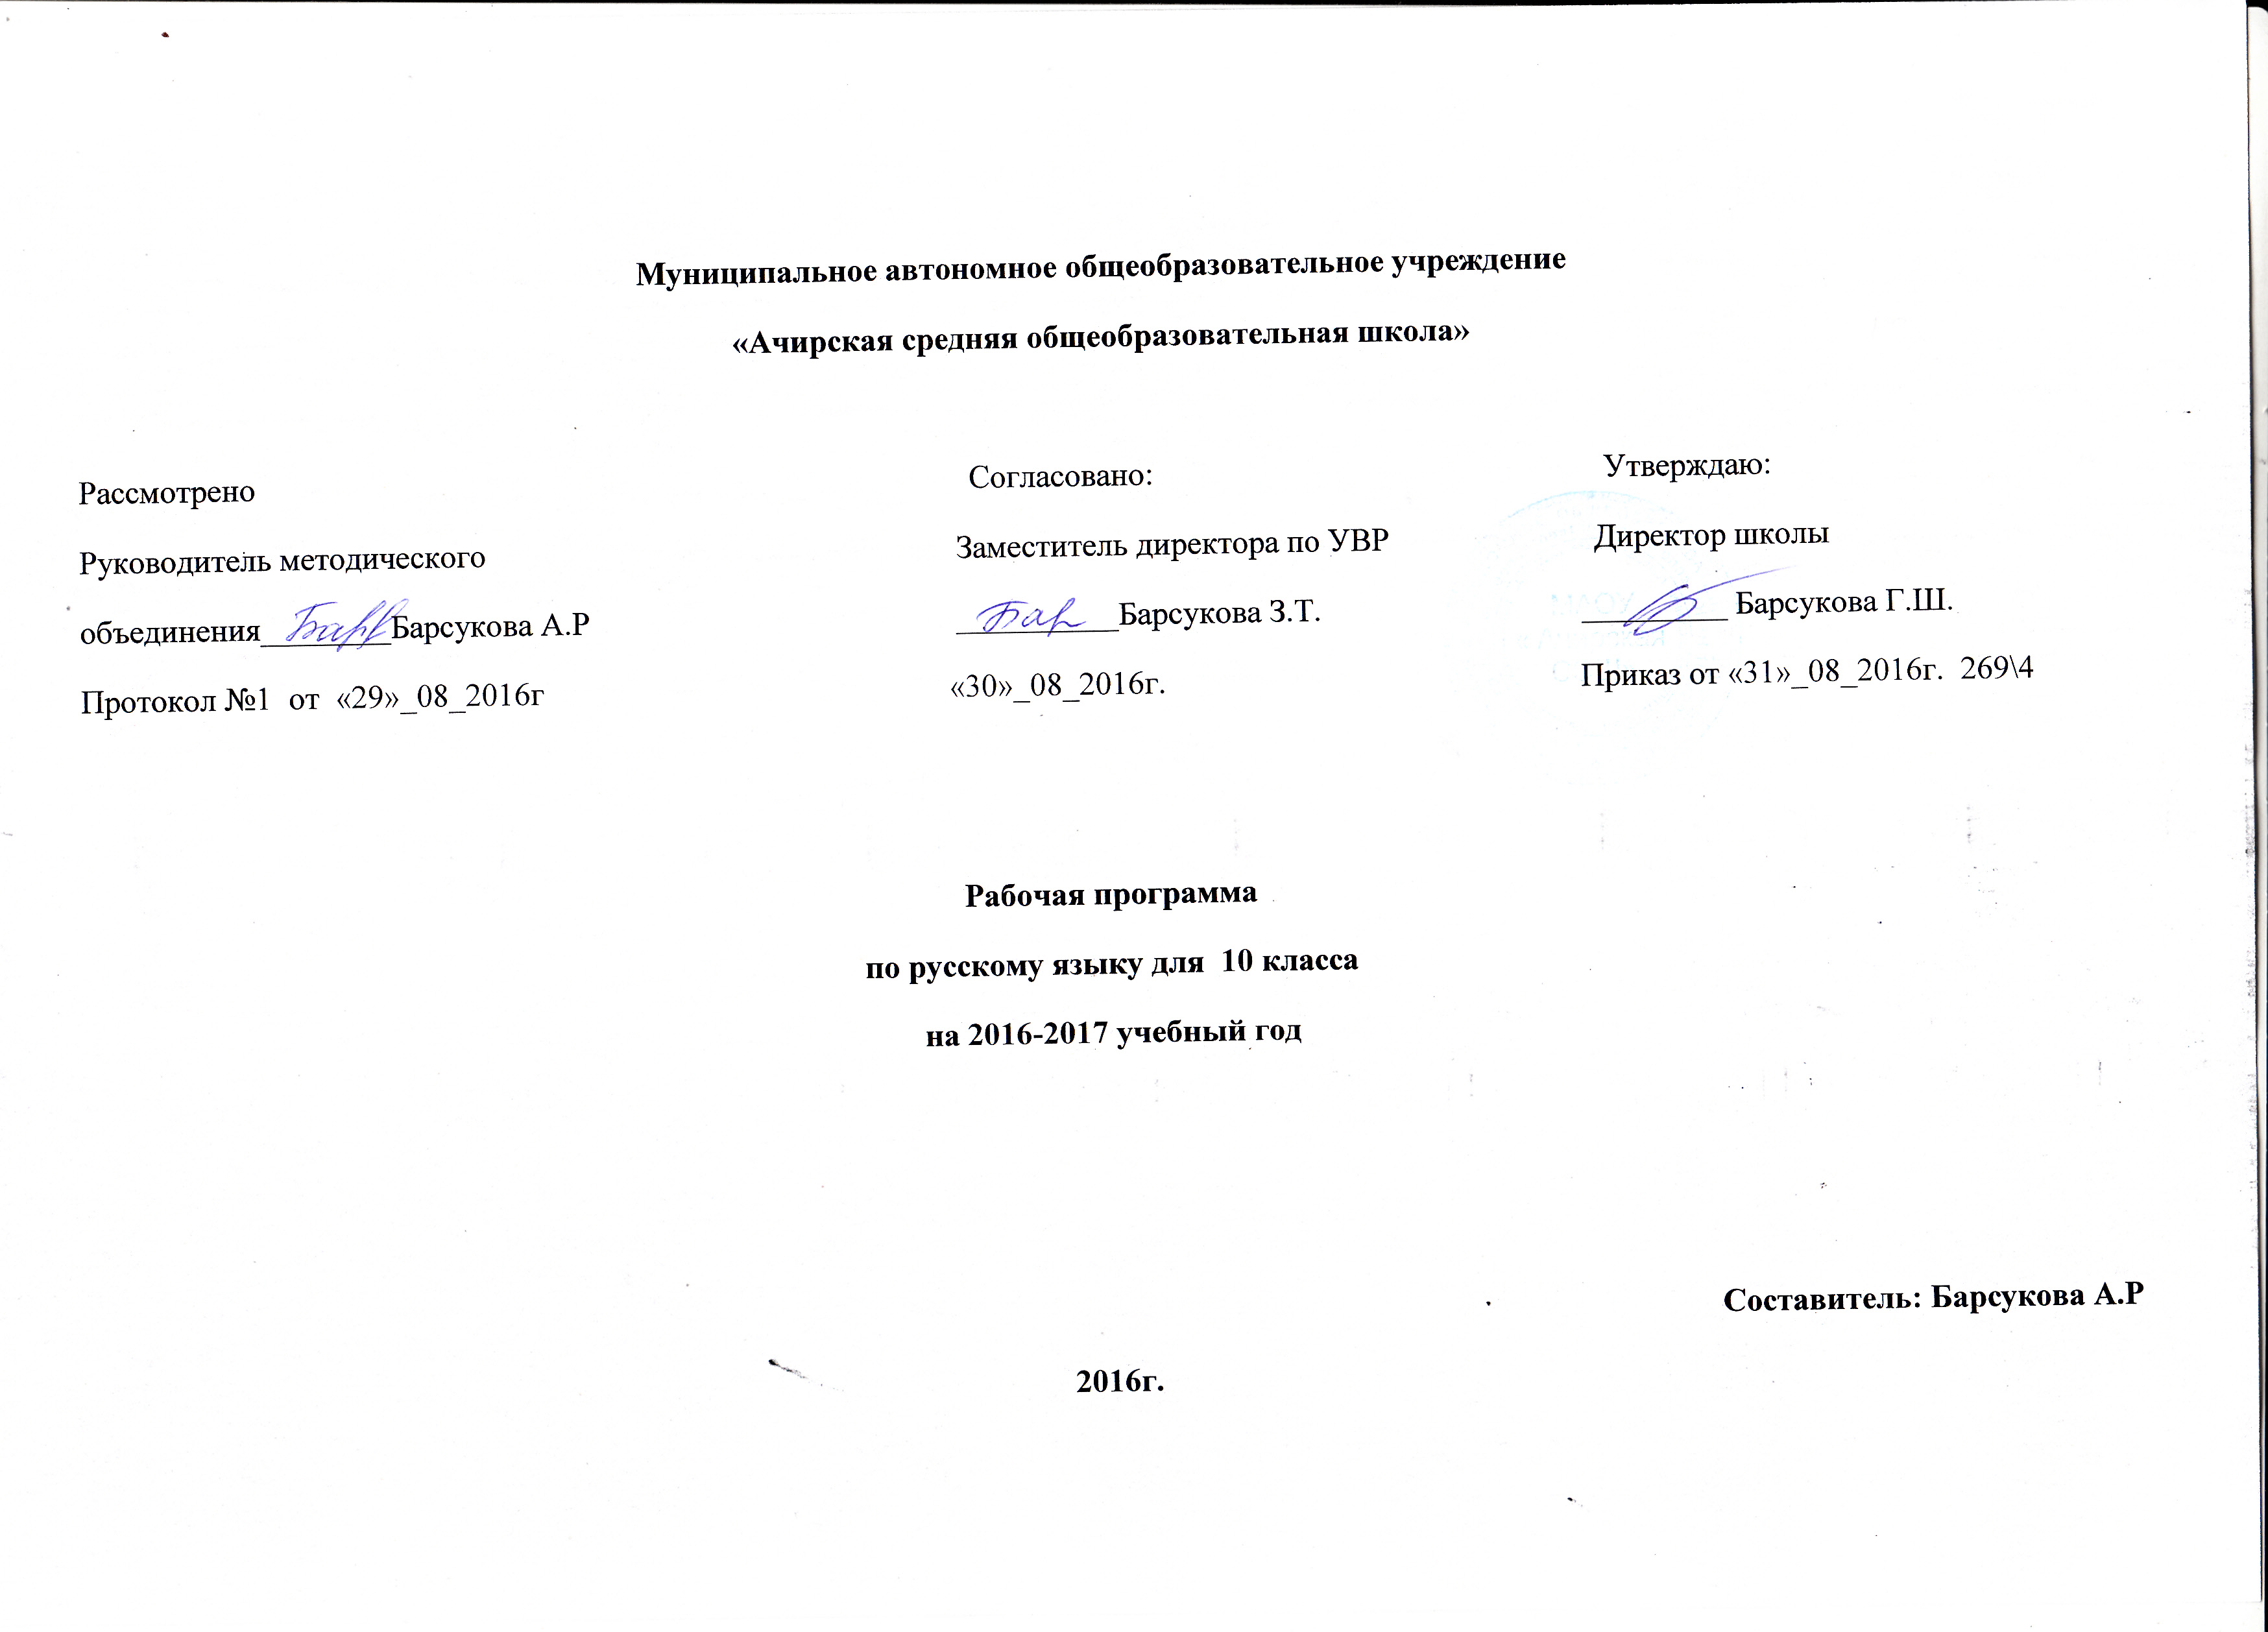 Муниципальное автономное общеобразовательное учреждение
«Ачирская средняя общеобразовательная школа»
Рассмотрено
Руководитель методического
объединения________Барсукова А.Р
Протокол №1 от «29»_08_2016г
Согласовано:
Заместитель директора по УВР
__________Барсукова З.Т.
«30»_08_2016г.
Утверждаю:
Директор школы
_________ Барсукова Г.Ш.
Приказ от «31»_08_2016г. 269\4
Рабочая программа
по русскому языку для 10 класса
на 2016-2017 учебный год
Составитель: Барсукова А.Р
2016г.